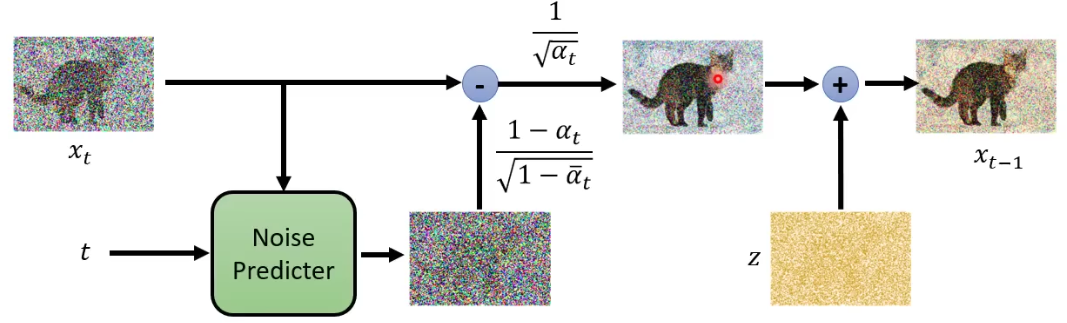 x_t
t
Noise
Predicter
-
1
√α_t
1 − α_t
√1 − ᾱ_t
+
z
x_{t−1}